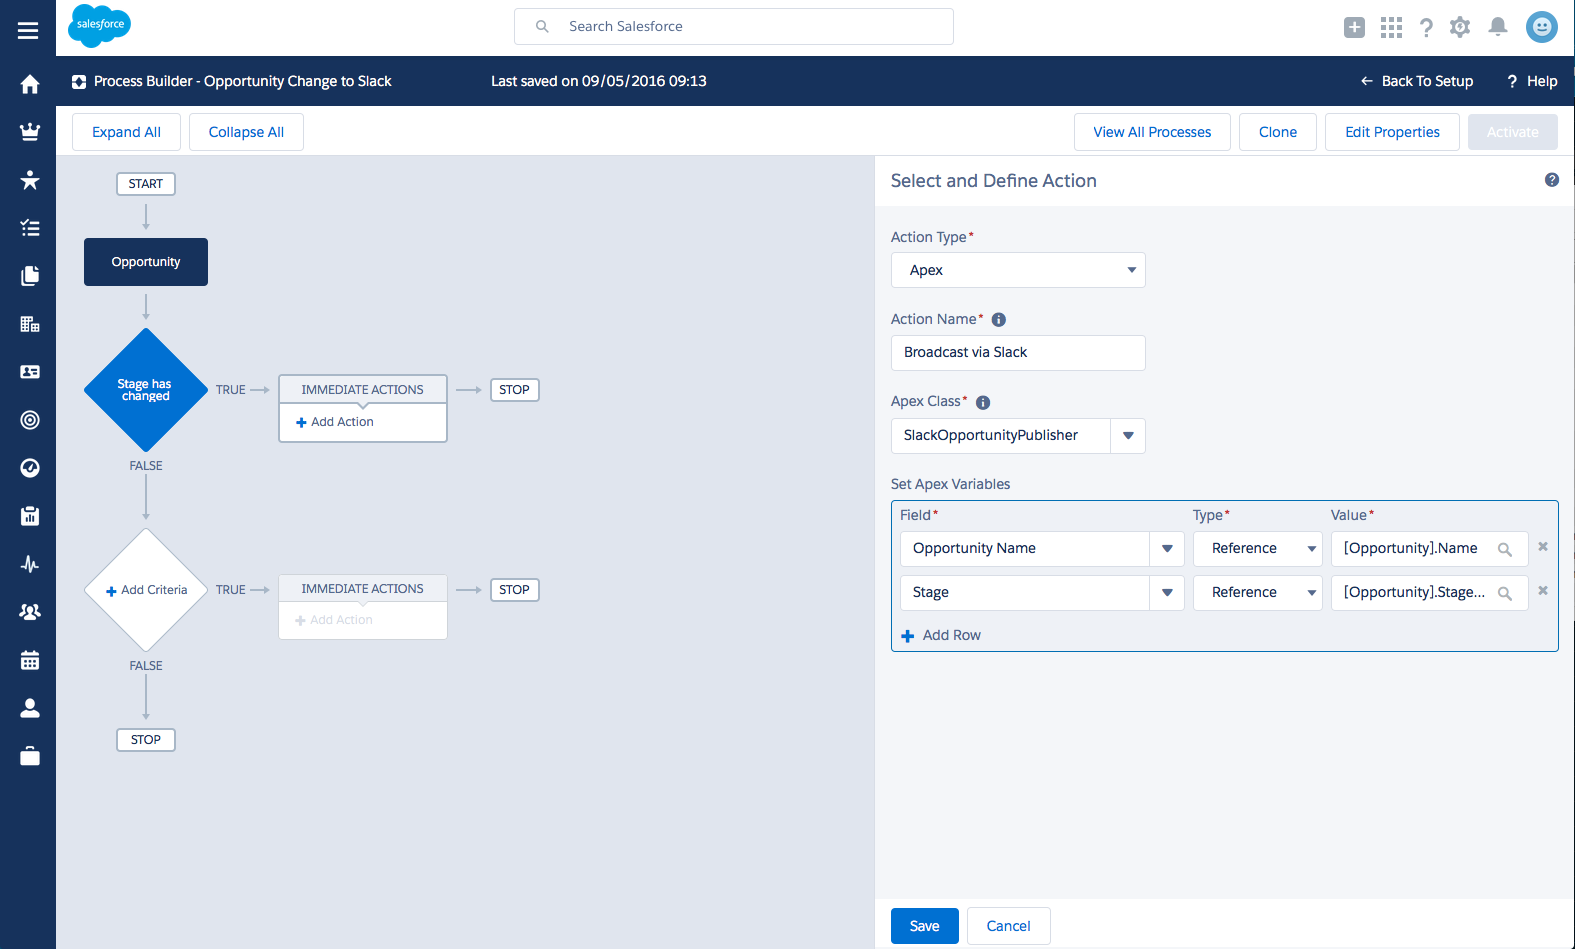 salesforce
Search Salesforce
?
Process Builder - Opportunity Change to Slack
Last saved on 09/05/2016 09:13
← Back To Setup
? Help
Expand All
Collapse All
View All Processes
Clone
Edit Properties
Activate
START
Opportunity
Stage has
changed
TRUE
IMMEDIATE ACTIONS
+ Add Action
STOP
FALSE
+ Add Criteria
TRUE
IMMEDIATE ACTIONS
+ Add Action
STOP
FALSE
STOP
Select and Define Action
?
Action Type*
Apex
Action Name* i
Broadcast via Slack
Apex Class* i
SlackOpportunityPublisher
Set Apex Variables
Field* Type* Value*
Opportunity Name Reference [Opportunity].Name
Stage Reference [Opportunity].Stage...
+ Add Row
Save
Cancel